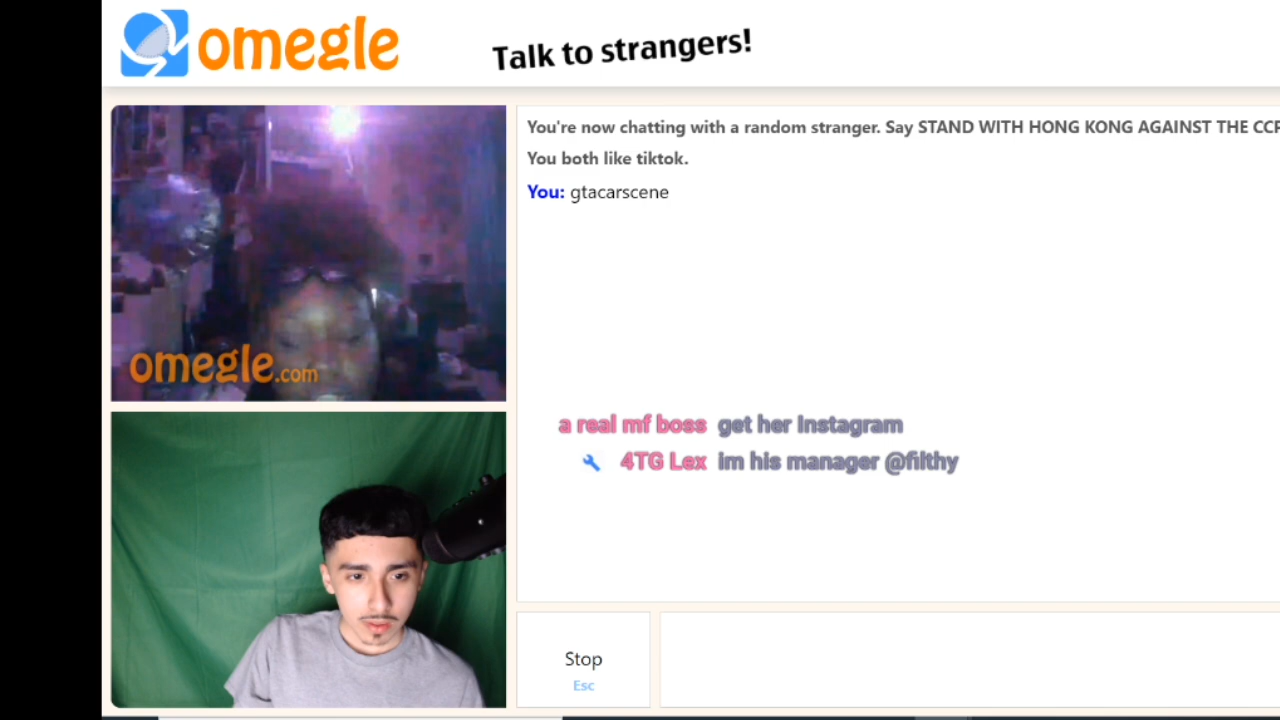 omegle
Talk to strangers!
You're now chatting with a random stranger. Say STAND WITH HONG KONG AGAINST THE CCP
You both like tiktok.
You: gtacarscene
omegle.com
a real mf boss get her Instagram
4TG Lex im his manager @filthy
Stop
Esc